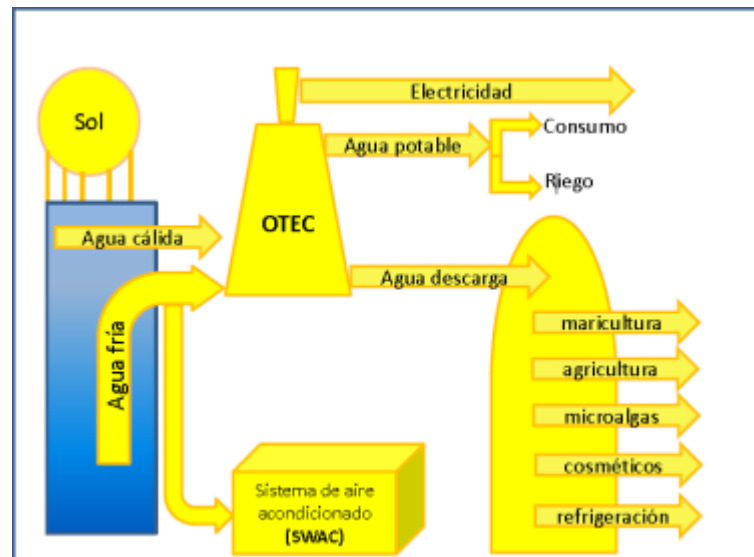 Sol
Electricidad
Agua potable
Consumo
Riego
OTEC
Agua cálida
Agua descarga
Agua fría
maricultura
agricultura
microalgas
cosméticos
refrigeración
Sistema de aire
acondicionado
(SWAC)